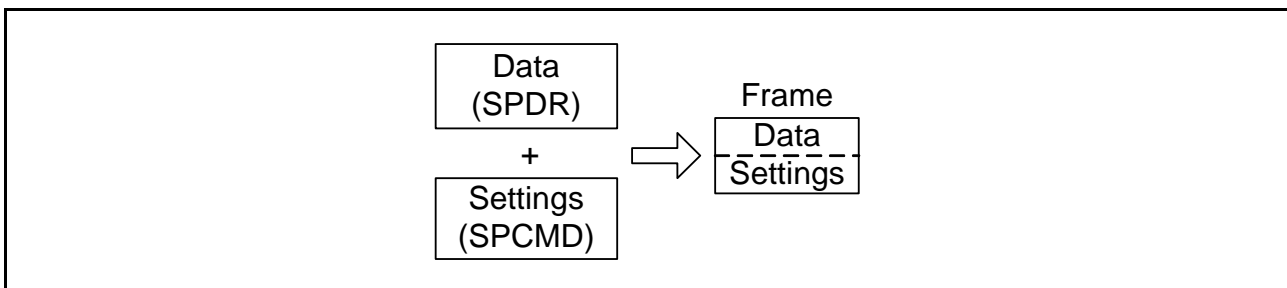 Data
(SPDR)
+
Settings
(SPCMD)
Frame
Data
Settings